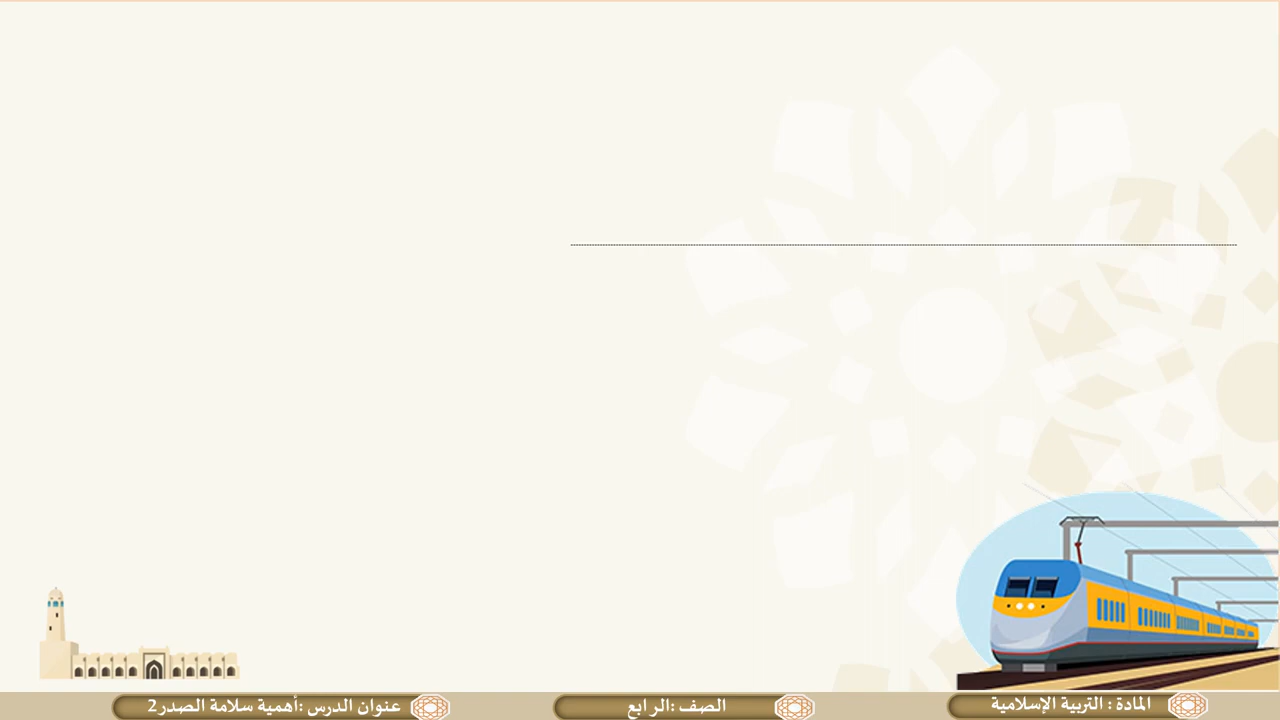 المادة : التربية الإسلامية
الصف :الرابع
عنوان الدرس :أهمية سلامة الصدر2